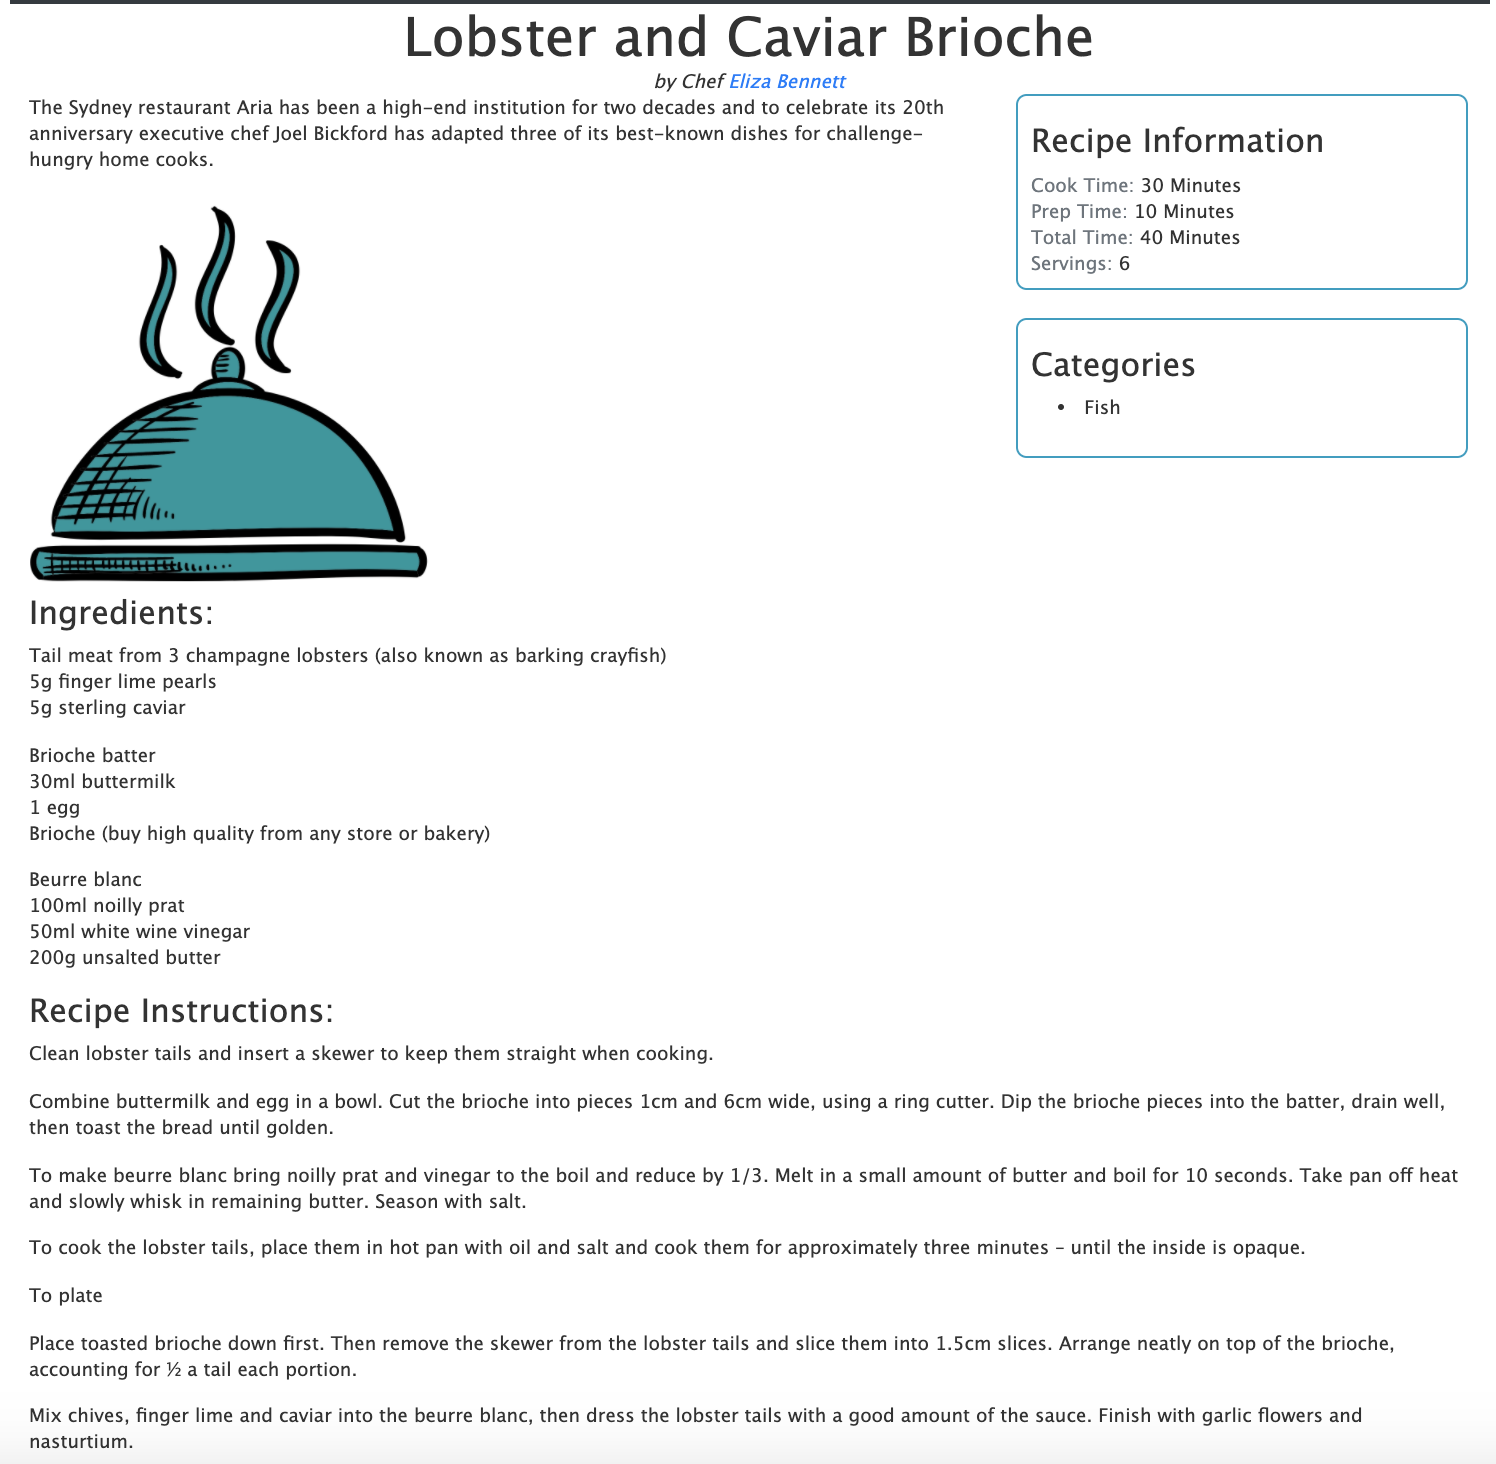 Lobster and Caviar Brioche
by Chef Eliza Bennett
The Sydney restaurant Aria has been a high-end institution for two decades and to celebrate its 20th
anniversary executive chef Joel Bickford has adapted three of its best-known dishes for challenge-
hungry home cooks.
Recipe Information
Cook Time: 30 Minutes
Prep Time: 10 Minutes
Total Time: 40 Minutes
Servings: 6
Categories
• Fish
Ingredients:
Tail meat from 3 champagne lobsters (also known as barking crayfish)
5g finger lime pearls
5g sterling caviar
Brioche batter
30ml buttermilk
1 egg
Brioche (buy high quality from any store or bakery)
Beurre blanc
100ml noilly prat
50ml white wine vinegar
200g unsalted butter
Recipe Instructions:
Clean lobster tails and insert a skewer to keep them straight when cooking.
Combine buttermilk and egg in a bowl. Cut the brioche into pieces 1cm and 6cm wide, using a ring cutter. Dip the brioche pieces into the batter, drain well,
then toast the bread until golden.
To make beurre blanc bring noilly prat and vinegar to the boil and reduce by 1/3. Melt in a small amount of butter and boil for 10 seconds. Take pan off heat
and slowly whisk in remaining butter. Season with salt.
To cook the lobster tails, place them in hot pan with oil and salt and cook them for approximately three minutes – until the inside is opaque.
To plate
Place toasted brioche down first. Then remove the skewer from the lobster tails and slice them into 1.5cm slices. Arrange neatly on top of the brioche,
accounting for ½ a tail each portion.
Mix chives, finger lime and caviar into the beurre blanc, then dress the lobster tails with a good amount of the sauce. Finish with garlic flowers and
nasturtium.